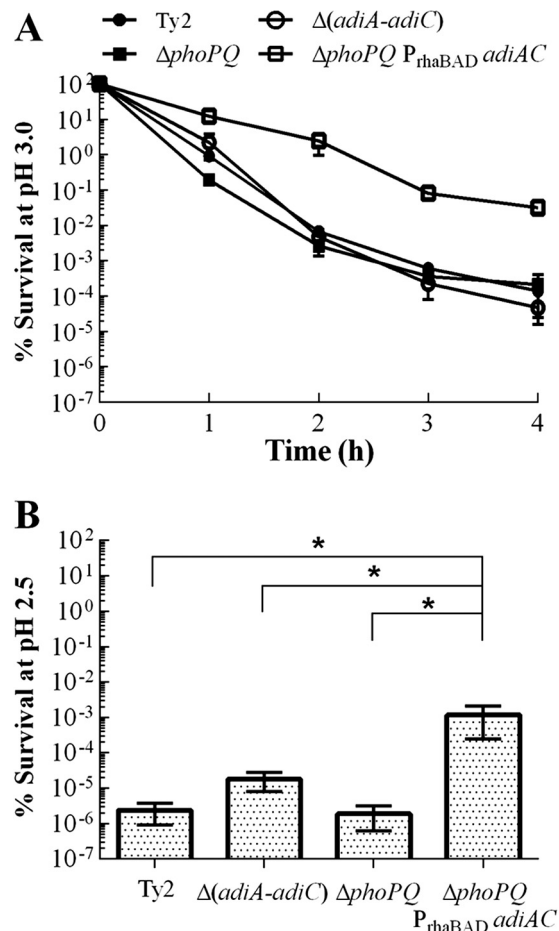 A
Ty2
Δ(adiA-adiC)
ΔphoPQ
ΔphoPQ PrhaBAD adiAC
% Survival at pH 3.0
10²
10¹
10⁰
10⁻¹
10⁻²
10⁻³
10⁻⁴
10⁻⁵
10⁻⁶
10⁻⁷
0 1 2 3 4
Time (h)
B
% Survival at pH 2.5
10²
10¹
10⁰
10⁻¹
10⁻²
10⁻³
10⁻⁴
10⁻⁵
10⁻⁶
10⁻⁷
*
*
*
Ty2 Δ(adiA-adiC) ΔphoPQ ΔphoPQ
PrhaBAD adiAC